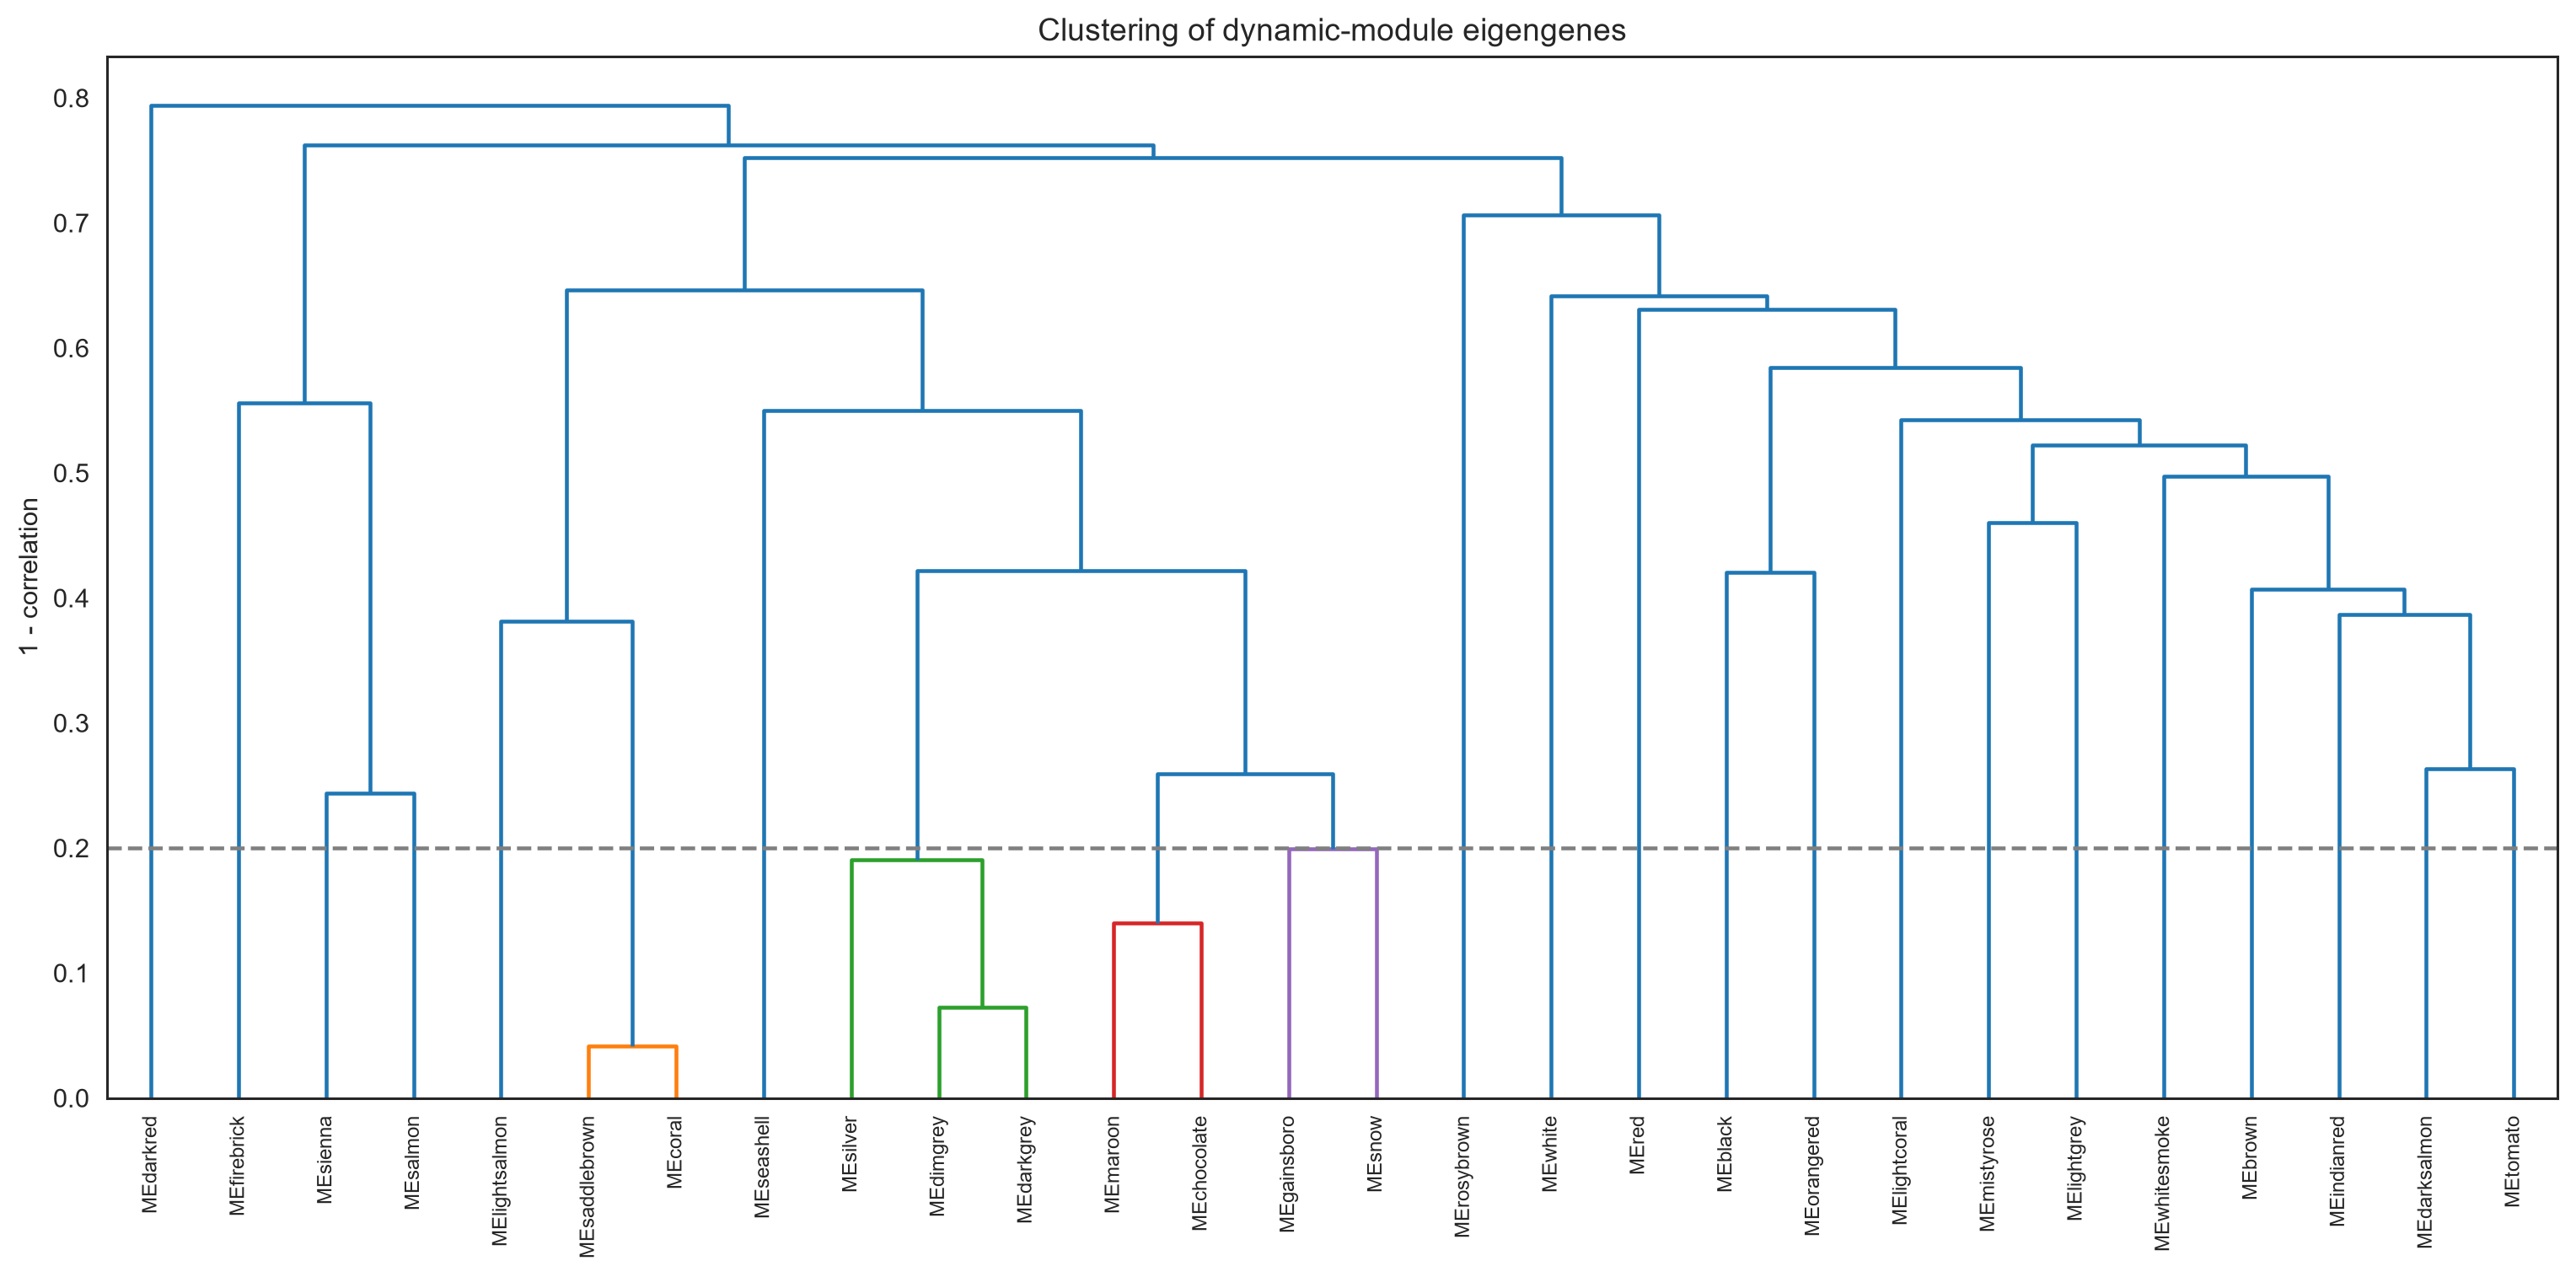 Clustering of dynamic-module eigengenes
1 - correlation
0.8
0.7
0.6
0.5
0.4
0.3
0.2
0.1
0.0
MEdarkred
MEfirebrick
MEsienna
MEsalmon
MElightsalmon
MEsaddlebrown
MEcoral
MEseashell
MEsilver
MEdimgrey
MEdarkgrey
MEmaroon
MEchocolate
MEgainsboro
MEsnow
MErosybrown
MEwhite
MEred
MEblack
MEorangered
MElightcoral
MEmistyrose
MElightgrey
MEwhitesmoke
MEbrown
MEindianred
MEdarksalmon
MEtomato